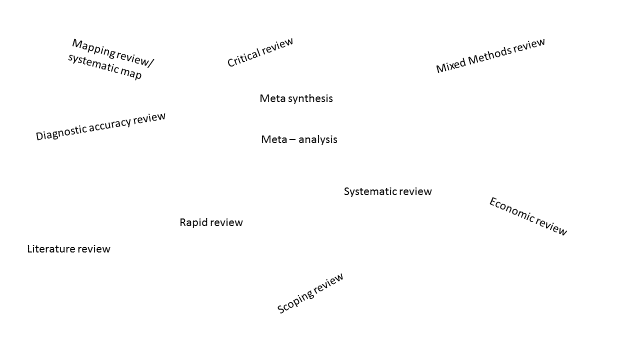 Mapping review/
systematic map
Critical review
Mixed Methods review
Meta synthesis
Diagnostic accuracy review
Meta – analysis
Systematic review
Economic review
Rapid review
Literature review
Scoping review